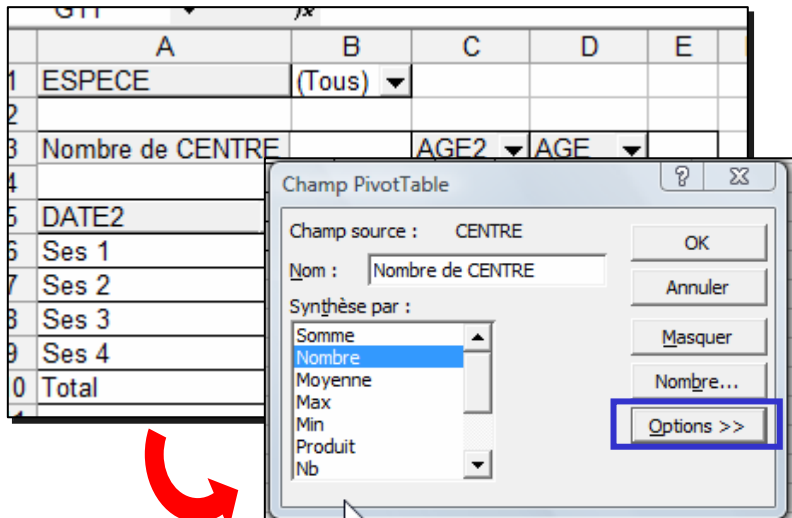 A B C D E
1 ESPECE (Tous)
2
3 Nombre de CENTRE AGE2 AGE
4
5 DATE2
6 Ses 1
7 Ses 2
8 Ses 3
9 Ses 4
0 Total
Champ PivotTable
Champ source : CENTRE
Nom : Nombre de CENTRE
Synthèse par :
Somme
Nombre
Moyenne
Max
Min
Produit
Nb
OK
Annuler
Masquer
Nombre...
Options >>